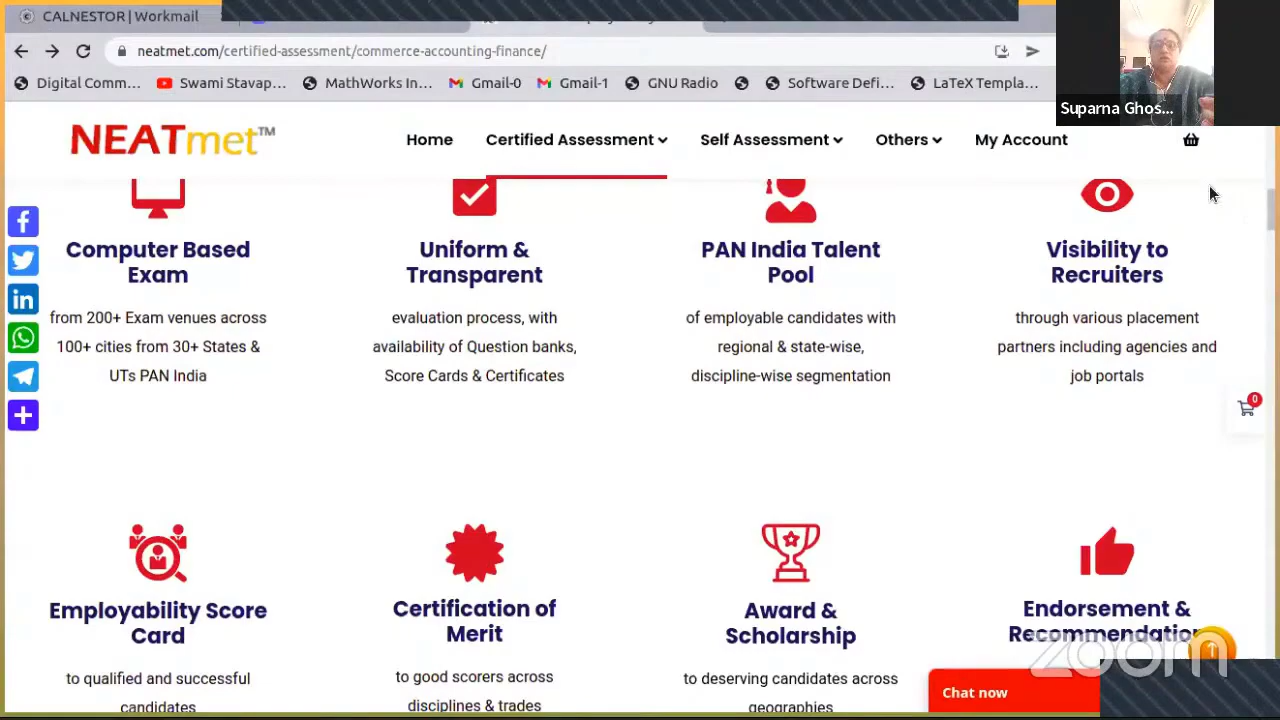 CALNESTOR | Workmail
neatmet.com/certified-assessment/commerce-accounting-finance/
Digital Comm... Swami Stavap... MathWorks In... Gmail-0 Gmail-1 GNU Radio Software Defi... LaTeX Templa...
Suparna Ghos...
NEATmet™ Home Certified Assessment Self Assessment Others My Account
Computer Based
Exam
from 200+ Exam venues across
100+ cities from 30+ States &
UTs PAN India
Uniform &
Transparent
evaluation process, with
availability of Question banks,
Score Cards & Certificates
PAN India Talent
Pool
of employable candidates with
regional & state-wise,
discipline-wise segmentation
Visibility to
Recruiters
through various placement
partners including agencies and
job portals
0
Employability Score
Card
to qualified and successful
candidates
Certification of
Merit
to good scorers across
disciplines & trades
Award &
Scholarship
to deserving candidates across
geographies
Endorsement &
Recommendation
zoom
Chat now